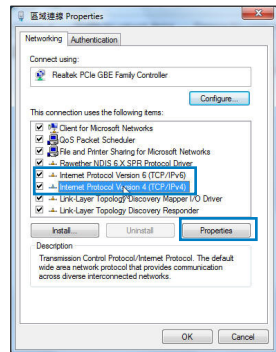 區域連線 Properties
Networking Authentication
Connect using:
Realtek PCIe GBE Family Controller
Configure...
This connection uses the following items:
Client for Microsoft Networks
QoS Packet Scheduler
File and Printer Sharing for Microsoft Networks
Rawether NDIS 6.X SPR Protocol Driver
Internet Protocol Version 6 (TCP/IPv6)
Internet Protocol Version 4 (TCP/IPv4)
Link-Layer Topology Discovery Mapper I/O Driver
Link-Layer Topology Discovery Responder
Install... Uninstall Properties
Description
Transmission Control Protocol/Internet Protocol. The default
wide area network protocol that provides communication
across diverse interconnected networks.
OK Cancel